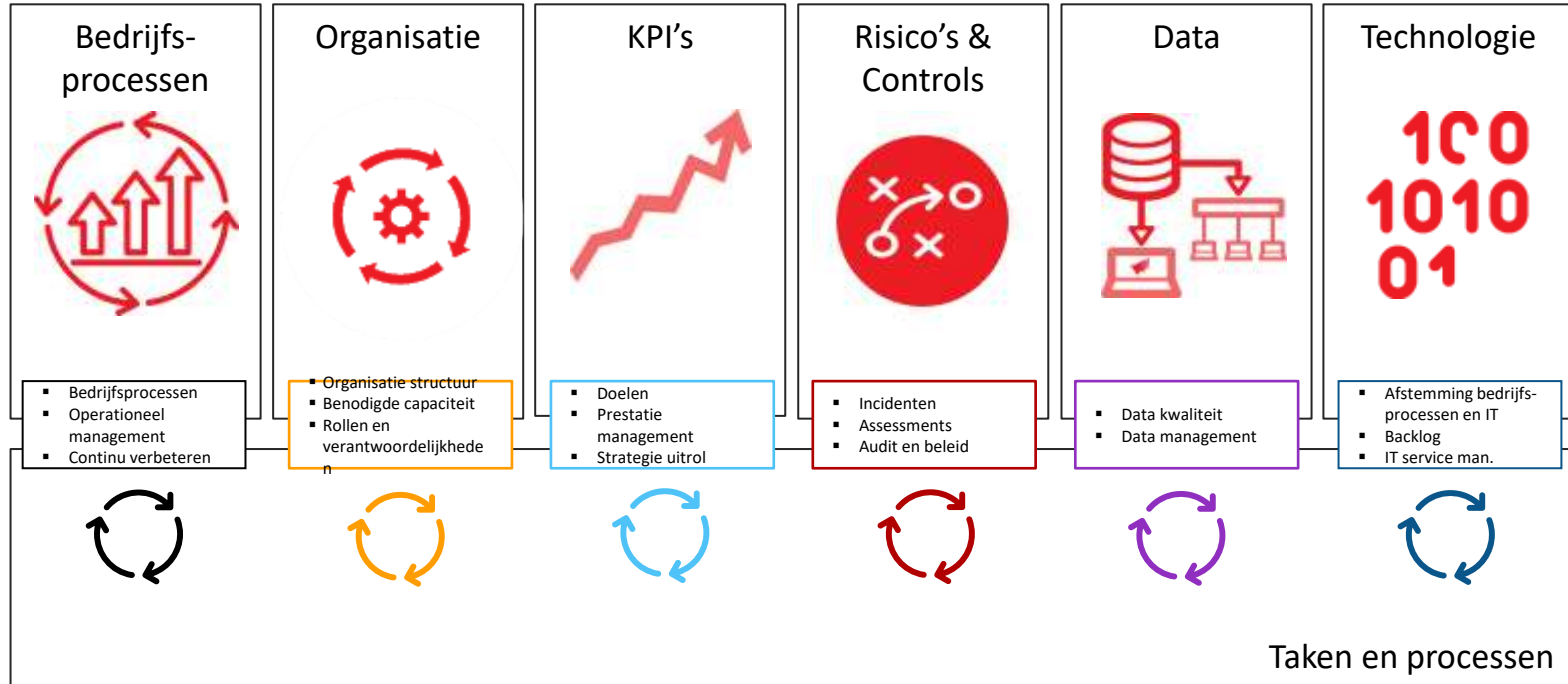 Bedrijfs-
processen
Organisatie
KPI’s
Risico’s &
Controls
Data
Technologie
100
1010
01
▪ Bedrijfsprocessen
▪ Operationeel
management
▪ Continu verbeteren
▪ Organisatie structuur
▪ Benodigde capaciteit
▪ Rollen en
verantwoordelijkhede
n
▪ Doelen
▪ Prestatie
management
▪ Strategie uitrol
▪ Incidenten
▪ Assessments
▪ Audit en beleid
▪ Data kwaliteit
▪ Data management
▪ Afstemming bedrijfs-
processen en IT
▪ Backlog
▪ IT service man.
Taken en processen